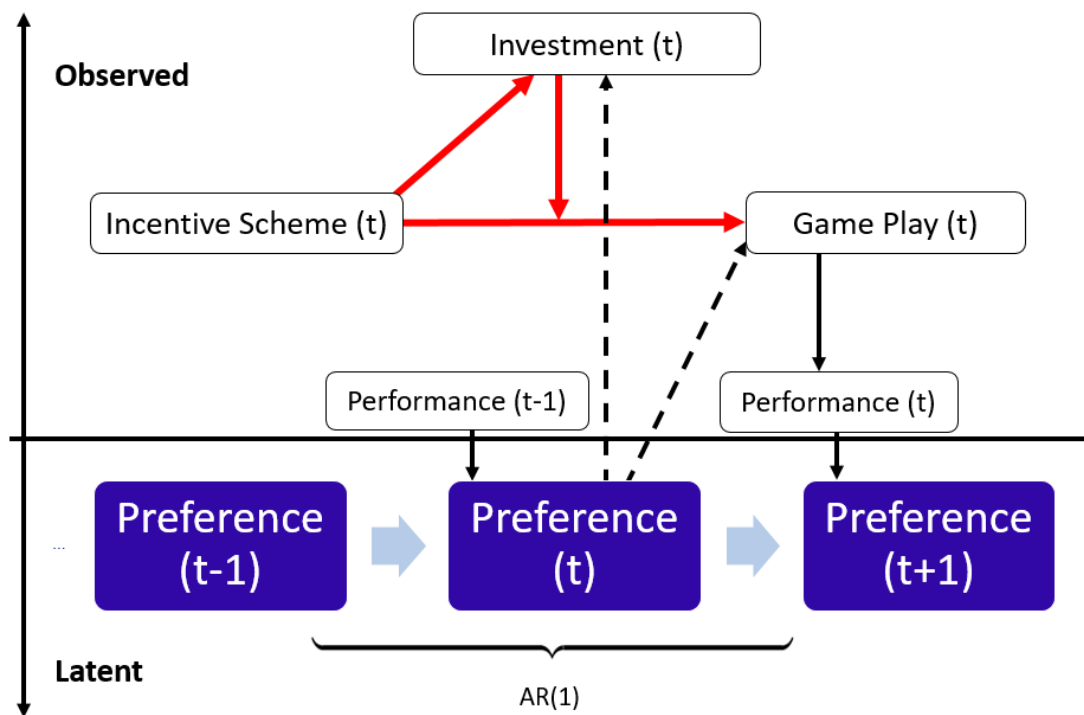 Investment (t)
Observed
Incentive Scheme (t)
Game Play (t)
Performance (t-1)
Performance (t)
Preference
(t-1)
Preference
(t)
Preference
(t+1)
...
Latent
AR(1)